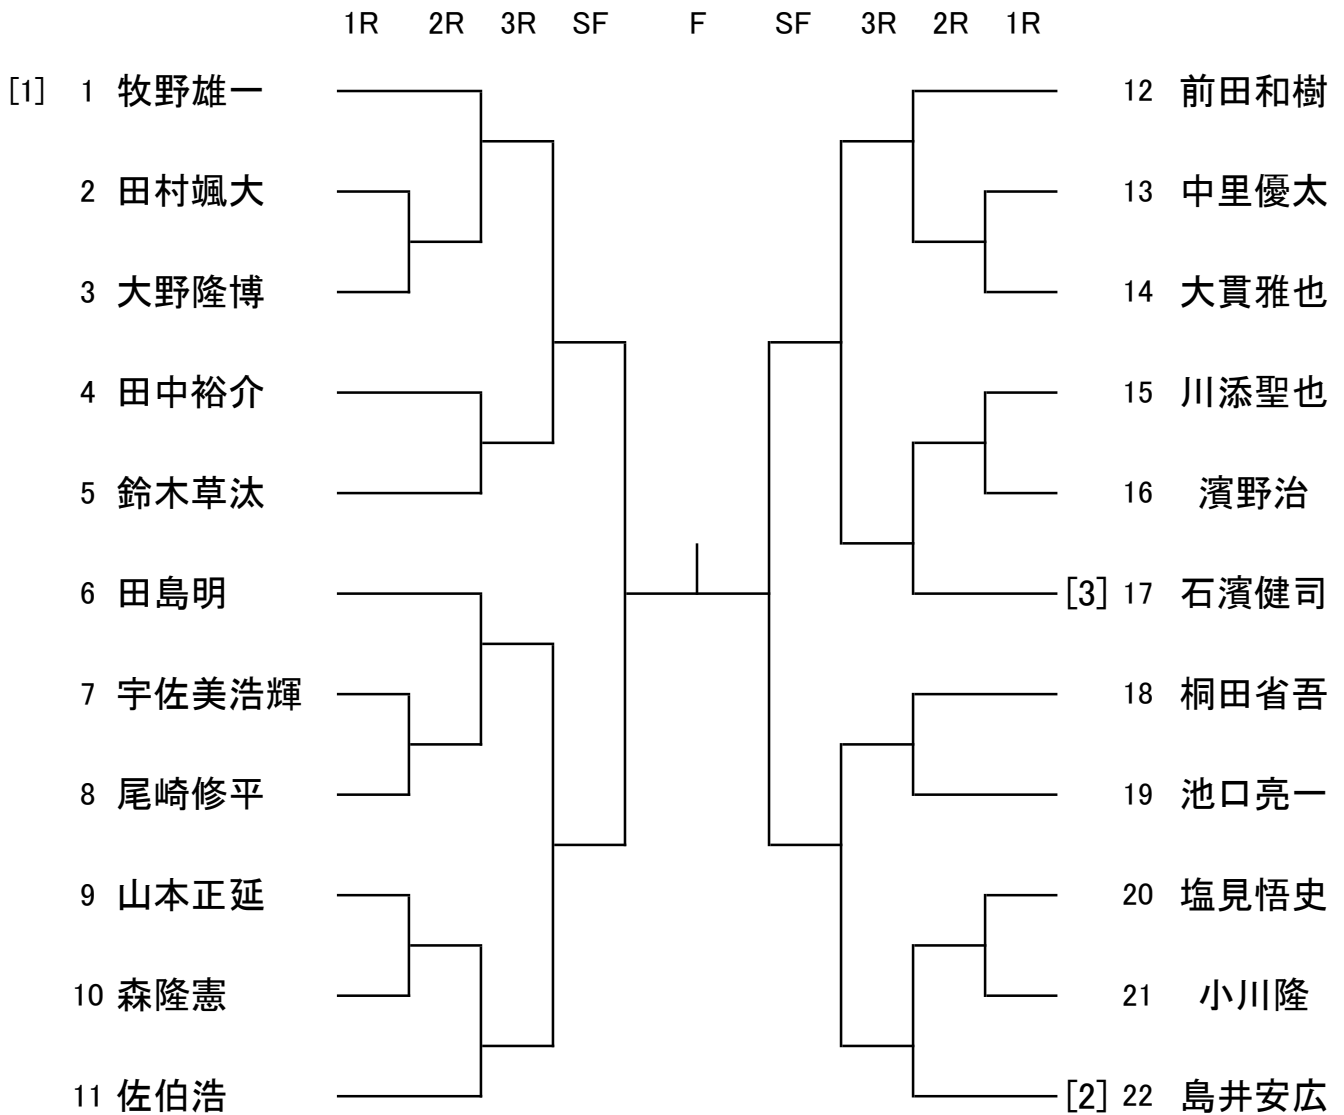 1R 2R 3R SF F SF 3R 2R 1R
[1] 1 牧野雄一 12 前田和樹
2 田村颯大 13 中里優太
3 大野隆博 14 大貫雅也
4 田中裕介 15 川添聖也
5 鈴木草汰 16 濱野治
6 田島明 [3] 17 石濱健司
7 宇佐美浩輝 18 桐田省吾
8 尾崎修平 19 池口亮一
9 山本正延 20 塩見悟史
10 森隆憲 21 小川隆
11 佐伯浩 [2] 22 島井安広